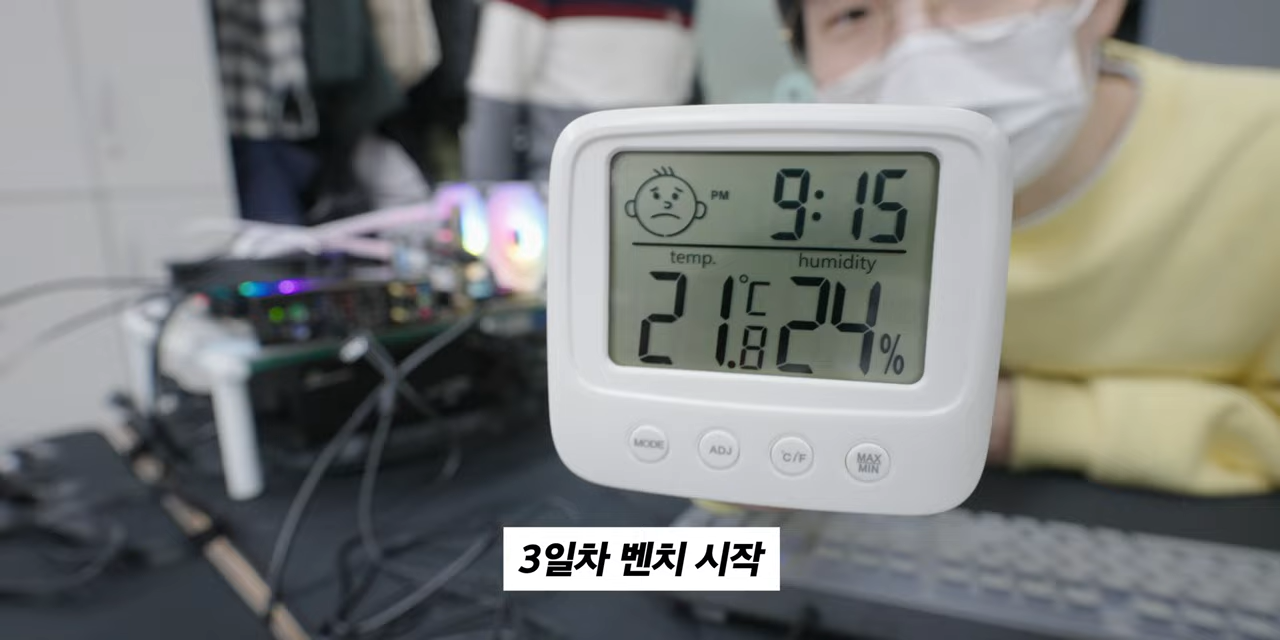 PM 9:15
temp. humidity
21.8 °C 24 %
MODE ADJ °C/F MAX MIN
3일차 벤치 시작